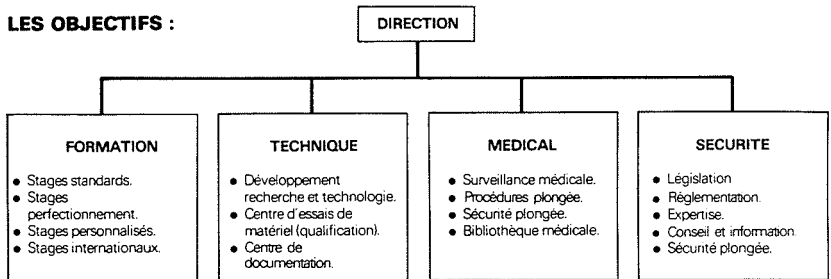 LES OBJECTIFS :
DIRECTION
FORMATION
• Stages standards.
• Stages
perfectionnement.
• Stages personnalisés.
• Stages internationaux.
TECHNIQUE
• Développement
recherche et technologie.
• Centre d'essais de
matériel (qualification).
• Centre de
documentation.
MEDICAL
• Surveillance médicale.
• Procédures plongée.
• Sécurité plongée.
• Bibliothèque médicale.
SECURITE
• Législation
• Réglementation.
• Expertise.
• Conseil et information.
• Sécurité plongée.